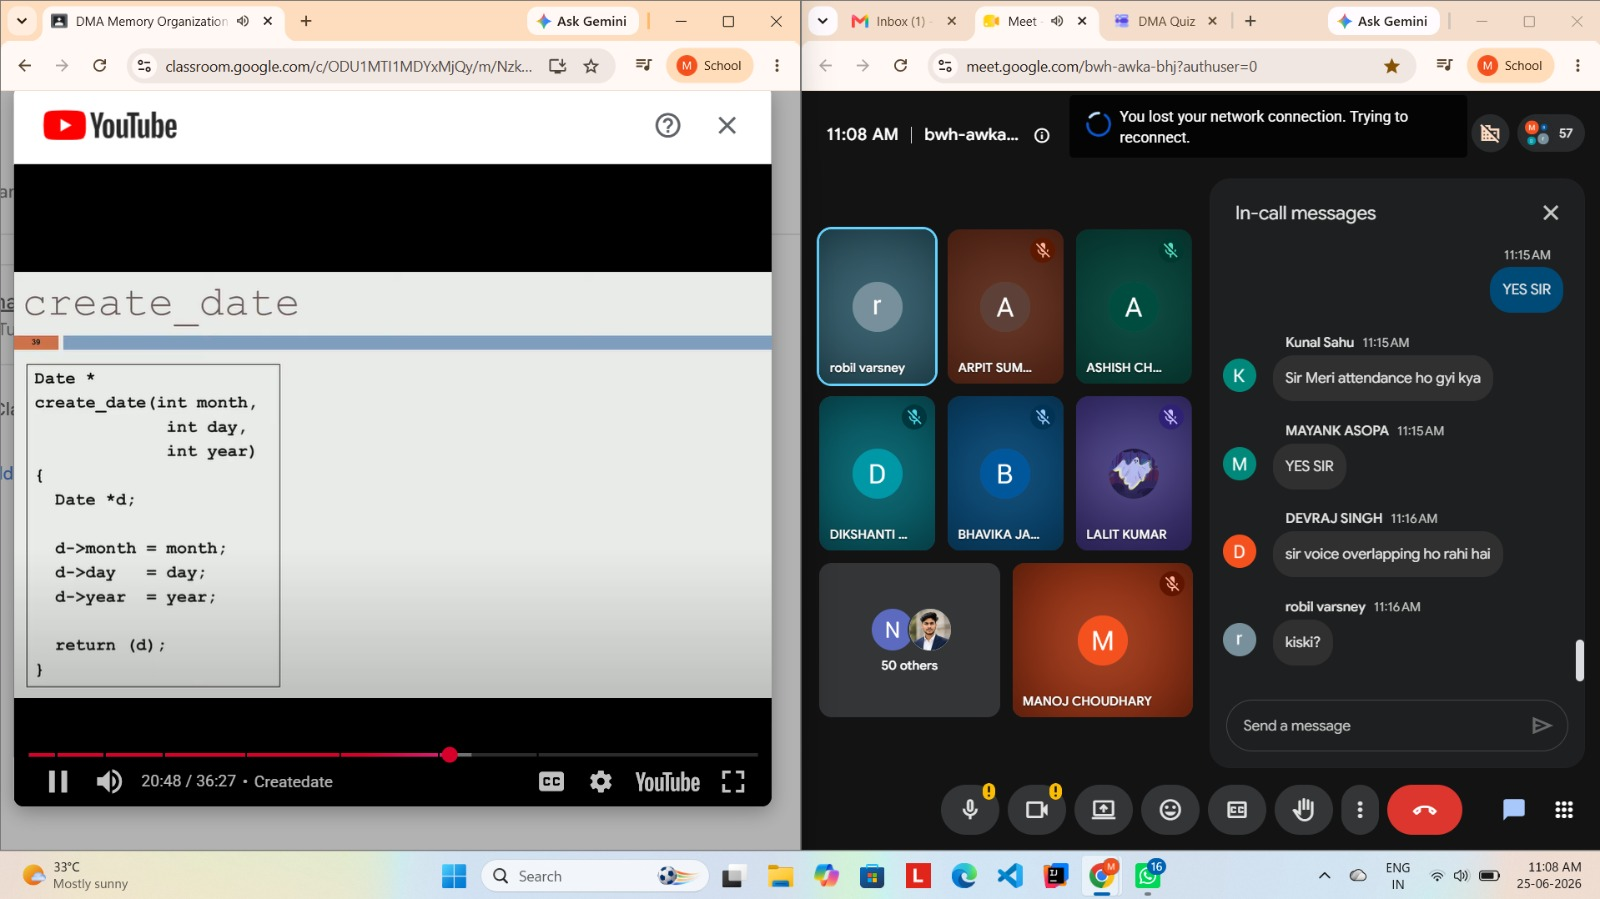 DMA Memory Organization
Ask Gemini
classroom.google.com/c/ODU1MTI1MDYxMjQy/m/Nzk...
School
YouTube
create_date
39
Date *
create_date(int month,
int day,
int year)
{
Date *d;
d->month = month;
d->day = day;
d->year = year;
return (d);
}
20:48 / 36:27 • Createdate
CC
YouTube
Inbox (1)
Meet
DMA Quiz
Ask Gemini
meet.google.com/bwh-awka-bhj?authuser=0
School
11:08 AM
bwh-awka...
You lost your network connection. Trying to
reconnect.
57
r
robil varsney
A
ARPIT SUM...
A
ASHISH CH...
D
DIKSHANTI ...
B
BHAVIKA JA...
LALIT KUMAR
N
50 others
M
MANOJ CHOUDHARY
In-call messages
11:15 AM
YES SIR
Kunal Sahu 11:15 AM
K
Sir Meri attendance ho gyi kya
MAYANK ASOPA 11:15 AM
M
YES SIR
DEVRAJ SINGH 11:16 AM
D
sir voice overlapping ho rahi hai
robil varsney 11:16 AM
r
kiski?
Send a message
33°C
Mostly sunny
Search
16
ENG
IN
11:08 AM
25-06-2026